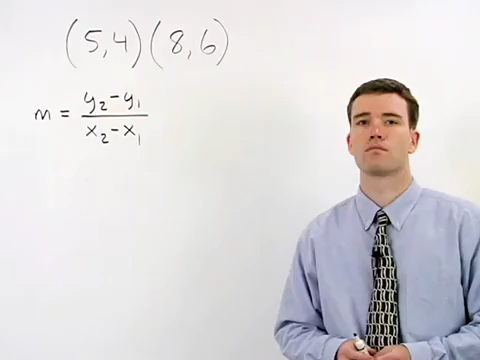 (5,4)(8,6)
m = y₂-y₁ / x₂-x₁